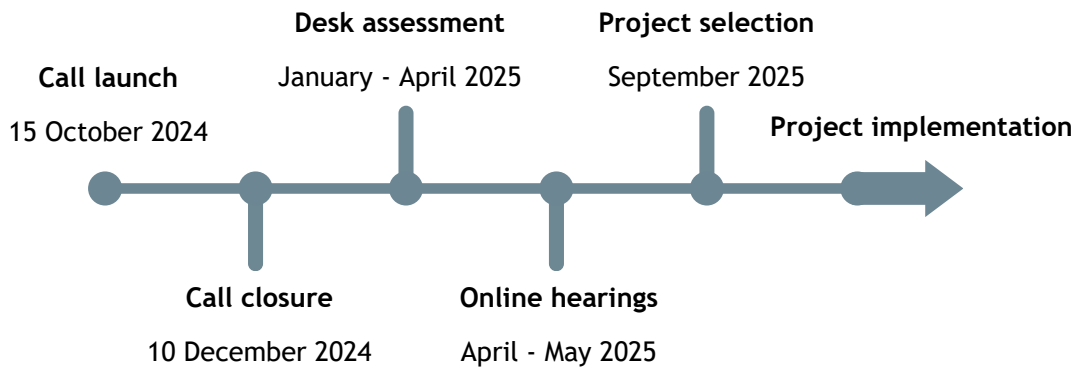 Call launch
15 October 2024
Call closure
10 December 2024
Desk assessment
January - April 2025
Online hearings
April - May 2025
Project selection
September 2025
Project implementation